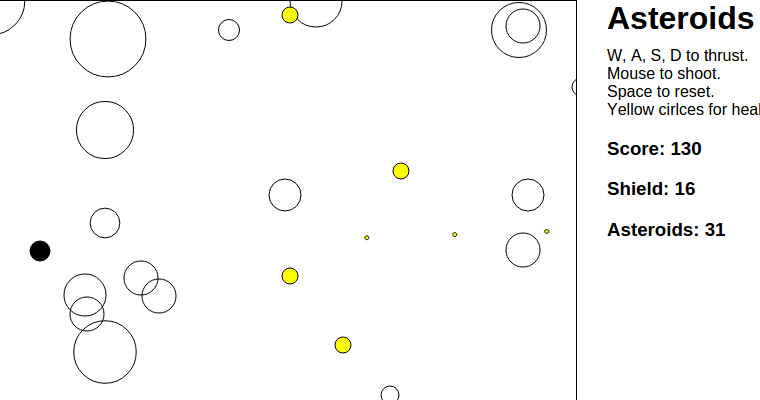 Asteroids
W, A, S, D to thrust.
Mouse to shoot.
Space to reset.
Yellow cirlces for heal
Score: 130
Shield: 16
Asteroids: 31